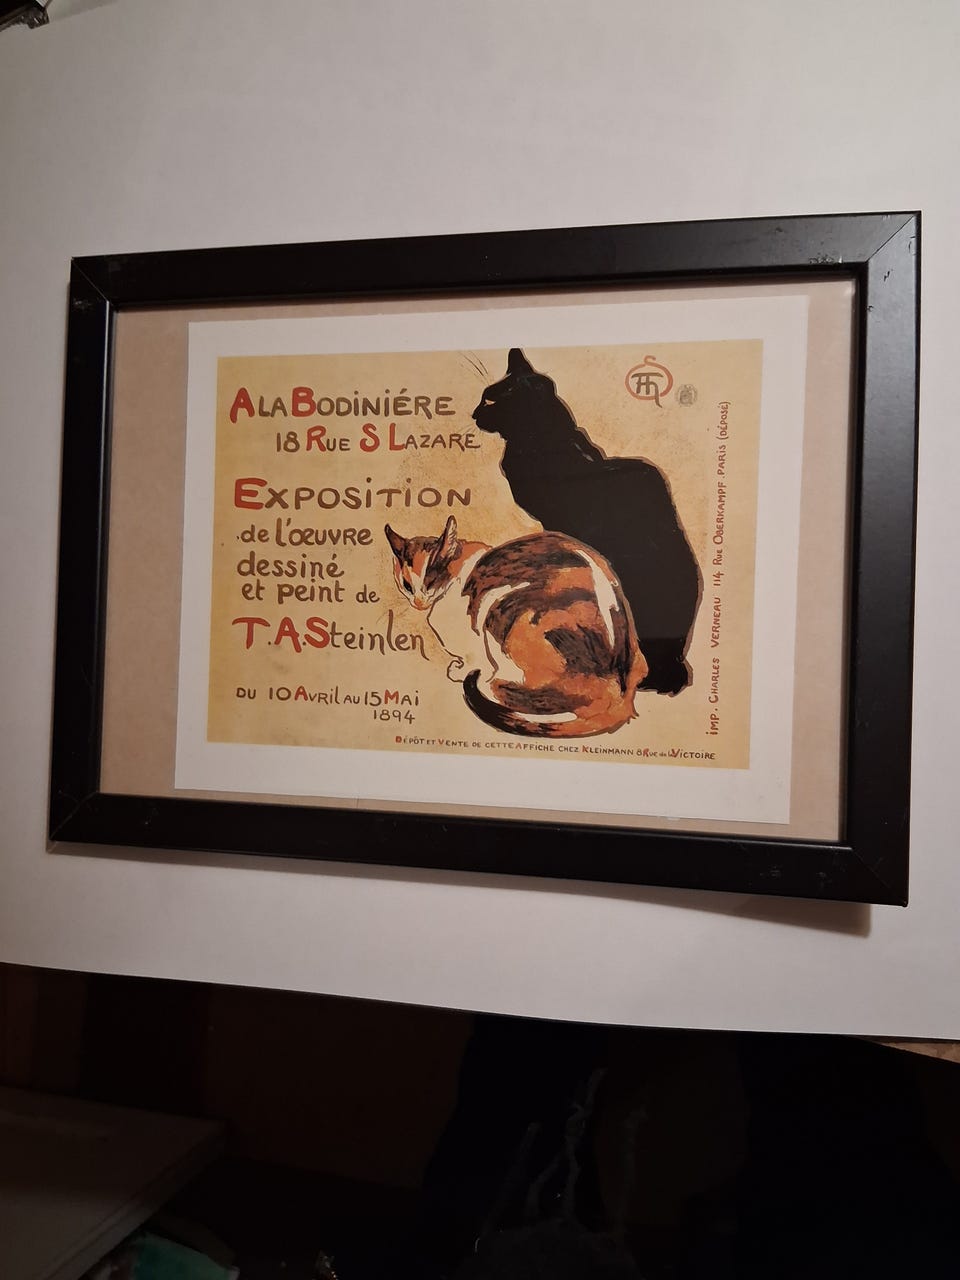 A LA BODINIÉRE
18 RUE S LAZARE
EXPOSITION
de l'œuvre
dessiné
et peint de
T.A.Steinlen
DU 10 AVRIL AU 15 MAI
1894
DÉPÔT ET VENTE DE CETTE AFFICHE CHEZ KLEINMANN 8 RUE de la VICTOIRE
IMP. CHARLES VERNEAU 114 RUE OBERKAMPF. PARIS (DÉPOSÉ)